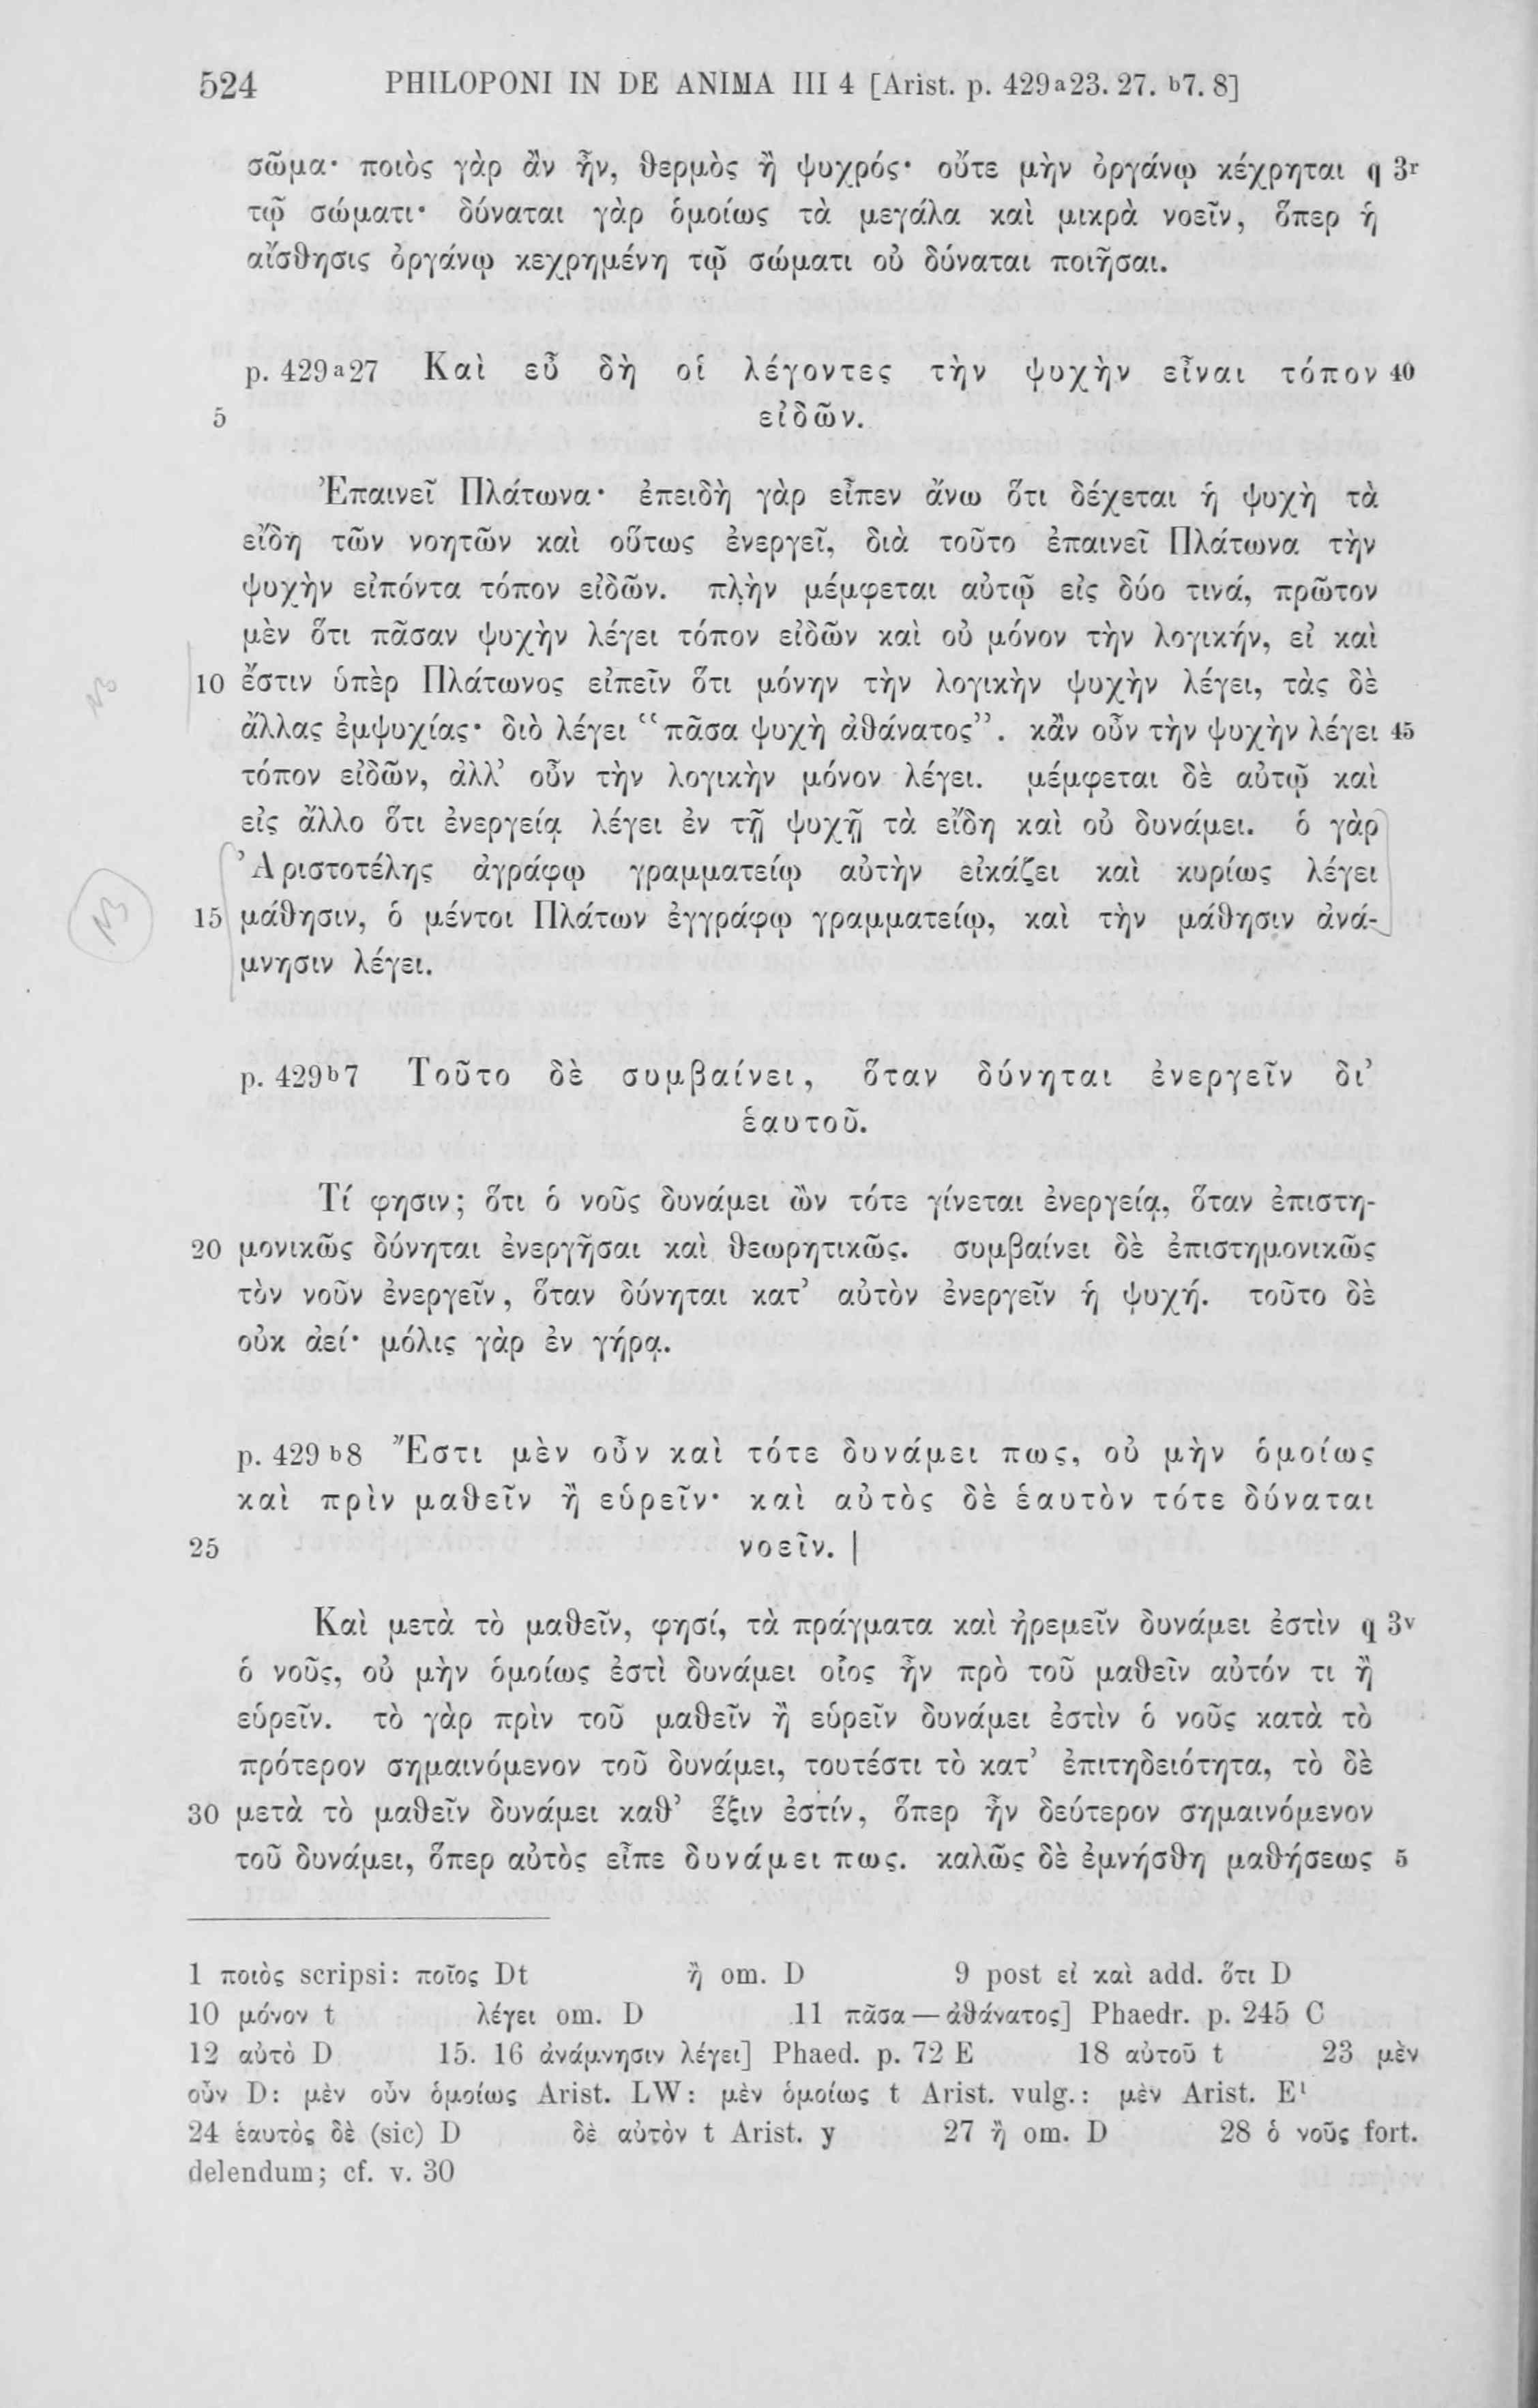 524 PHILOPONI IN DE ANIMA III 4 [Arist. p. 429a23. 27. b7. 8]
σῶμα· ποιὸς γὰρ ἂν ἦν, θερμὸς ἢ ψυχρός· οὔτε μὴν ὀργάνῳ κέχρηται q 3r
τῷ σώματι· δύναται γὰρ ὁμοίως τὰ μεγάλα καὶ μικρὰ νοεῖν, ὅπερ ἡ
αἴσθησις ὀργάνῳ κεχρημένη τῷ σώματι οὐ δύναται ποιῆσαι.
p. 429a27 Καὶ εὖ δὴ οἱ λέγοντες τὴν ψυχὴν εἶναι τόπον 40
5 εἰδῶν.
Ἐπαινεῖ Πλάτωνα· ἐπειδὴ γὰρ εἶπεν ἄνω ὅτι δέχεται ἡ ψυχὴ τὰ
εἴδη τῶν νοητῶν καὶ οὕτως ἐνεργεῖ, διὰ τοῦτο ἐπαινεῖ Πλάτωνα τὴν
ψυχὴν εἰπόντα τόπον εἰδῶν. πλὴν μέμφεται αὐτῷ εἰς δύο τινά, πρῶτον
μὲν ὅτι πᾶσαν ψυχὴν λέγει τόπον εἰδῶν καὶ οὐ μόνον τὴν λογικήν, εἰ καὶ
NB 10 ἔστιν ὑπὲρ Πλάτωνος εἰπεῖν ὅτι μόνην τὴν λογικὴν ψυχὴν λέγει, τὰς δὲ
ἄλλας ἐμψυχίας· διὸ λέγει “πᾶσα ψυχὴ ἀθάνατος”. κἂν οὖν τὴν ψυχὴν λέγει 45
τόπον εἰδῶν, ἀλλ’ οὖν τὴν λογικὴν μόνον λέγει. μέμφεται δὲ αὐτῷ καὶ
εἰς ἄλλο ὅτι ἐνεργείᾳ λέγει ἐν τῇ ψυχῇ τὰ εἴδη καὶ οὐ δυνάμει. ὁ γὰρ
Ἀριστοτέλης ἀγράφῳ γραμματείῳ αὐτὴν εἰκάζει καὶ κυρίως λέγει
NB 15 μάθησιν, ὁ μέντοι Πλάτων ἐγγράφῳ γραμματείῳ, καὶ τὴν μάθησιν ἀνά-
μνησιν λέγει.
p. 429b7 Τοῦτο δὲ συμβαίνει, ὅταν δύνηται ἐνεργεῖν δι’
ἑαυτοῦ.
Τί φησιν; ὅτι ὁ νοῦς δυνάμει ὢν τότε γίνεται ἐνεργείᾳ, ὅταν ἐπιστη-
20 μονικῶς δύνηται ἐνεργῆσαι καὶ θεωρητικῶς. συμβαίνει δὲ ἐπιστημονικῶς
τὸν νοῦν ἐνεργεῖν, ὅταν δύνηται κατ’ αὐτὸν ἐνεργεῖν ἡ ψυχή. τοῦτο δὲ
οὐκ ἀεί· μόλις γὰρ ἐν γήρᾳ.
p. 429b8 Ἔστι μὲν οὖν καὶ τότε δυνάμει πως, οὐ μὴν ὁμοίως
καὶ πρὶν μαθεῖν ἢ εὑρεῖν· καὶ αὐτὸς δὲ ἑαυτὸν τότε δύναται
25 νοεῖν. |
Καὶ μετὰ τὸ μαθεῖν, φησί, τὰ πράγματα καὶ ἠρεμεῖν δυνάμει ἐστὶν q 3v
ὁ νοῦς, οὐ μὴν ὁμοίως ἐστὶ δυνάμει οἷος ἦν πρὸ τοῦ μαθεῖν αὐτόν τι ἢ
εὑρεῖν. τὸ γὰρ πρὶν τοῦ μαθεῖν ἢ εὑρεῖν δυνάμει ἐστὶν ὁ νοῦς κατὰ τὸ
πρότερον σημαινόμενον τοῦ δυνάμει, τουτέστι τὸ κατ’ ἐπιτηδειότητα, τὸ δὲ
30 μετὰ τὸ μαθεῖν δυνάμει καθ’ ἕξιν ἐστίν, ὅπερ ἦν δεύτερον σημαινόμενον
τοῦ δυνάμει, ὅπερ αὐτὸς εἶπε δυνάμει πως. καλῶς δὲ ἐμνήσθη μαθήσεως 5
1 ποιὸς scripsi: ποῖος Dt ἢ om. D 9 post εἰ καὶ add. ὅτι D
10 μόνον t λέγει om. D 11 πᾶσα — ἀθάνατος] Phaedr. p. 245 C
12 αὐτὸ D 15. 16 ἀνάμνησιν λέγει] Phaed. p. 72 E 18 αὐτοῦ t 23 μὲν
οὖν D: μὲν οὖν ὁμοίως Arist. LW: μὲν ὁμοίως t Arist. vulg.: μὲν Arist. E¹
24 ἑαυτὸς δὲ (sic) D δὲ αὐτὸν t Arist. y 27 ἢ om. D 28 ὁ νοῦς fort.
delendum; cf. v. 30